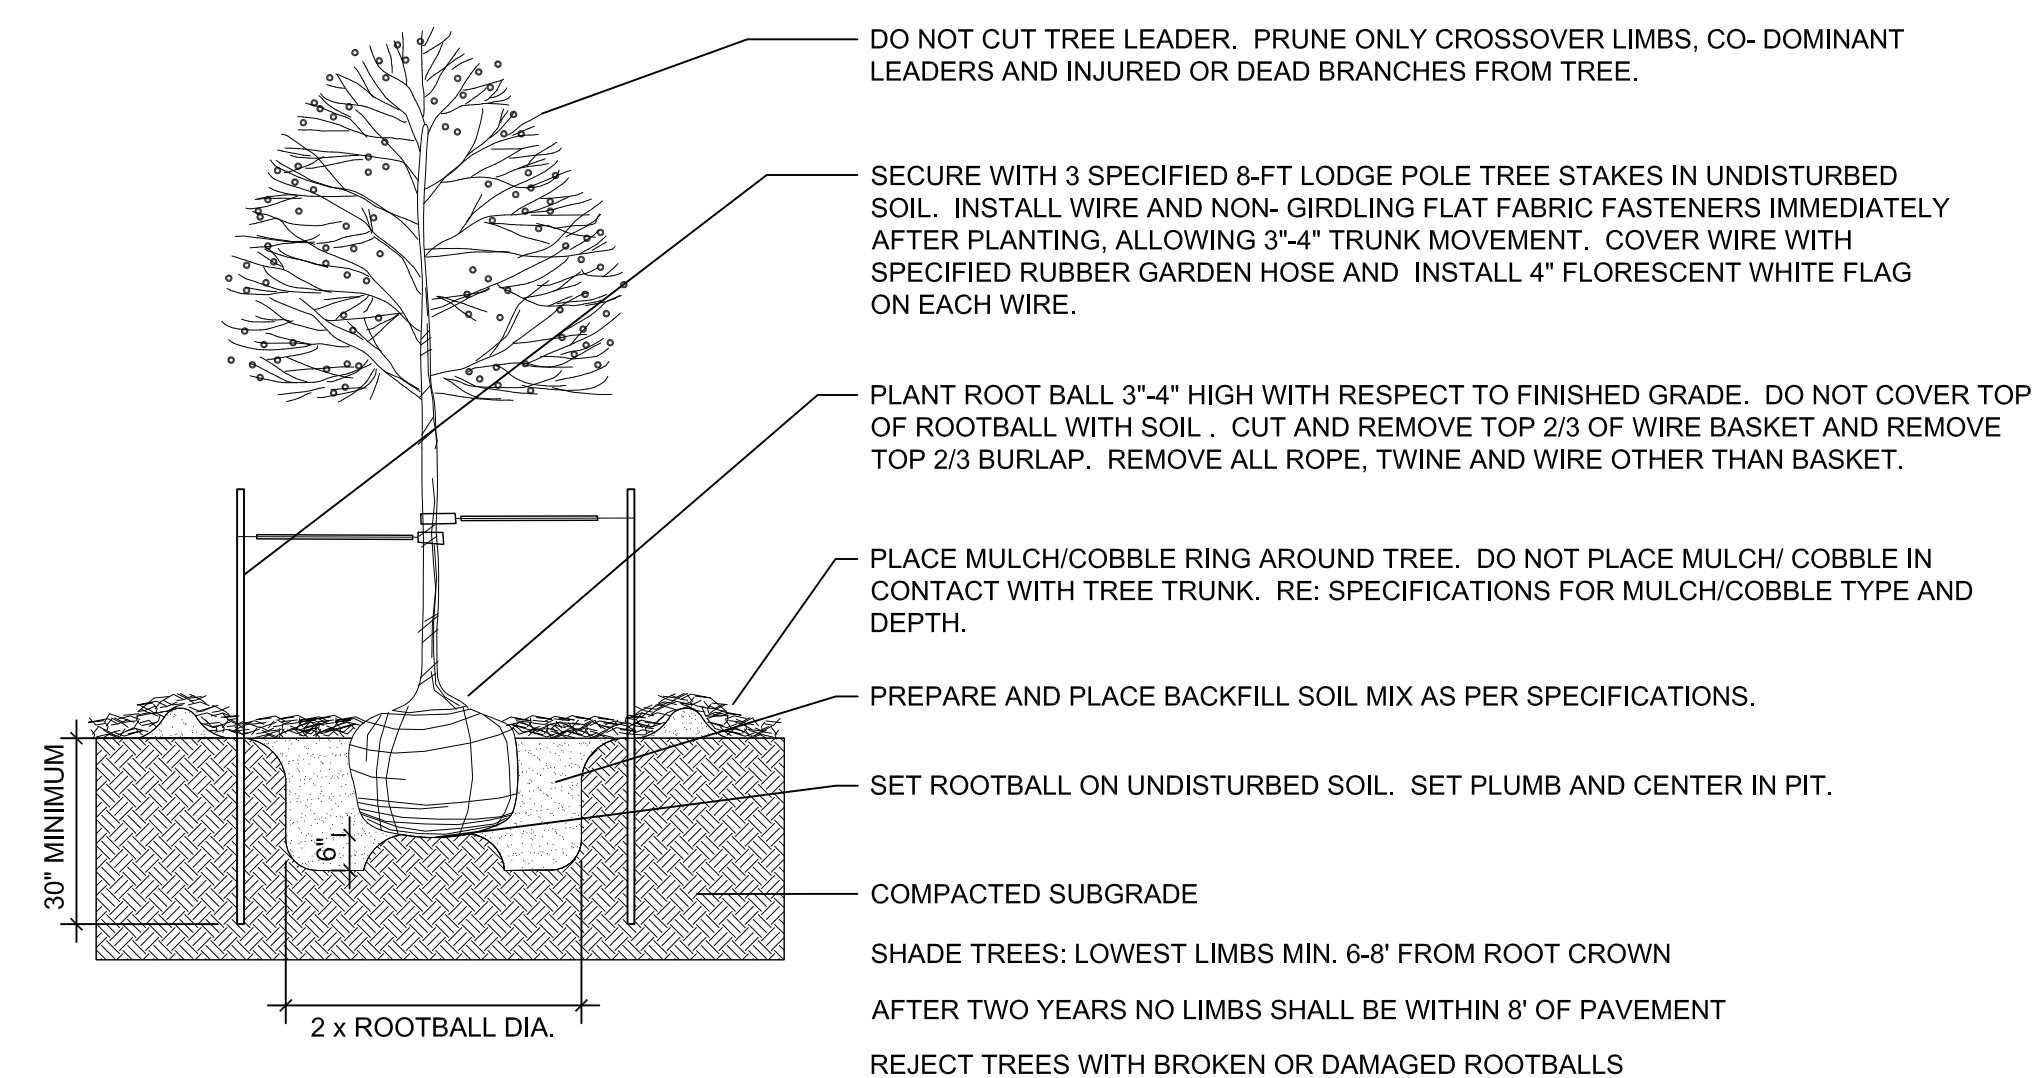 DO NOT CUT TREE LEADER.  PRUNE ONLY CROSSOVER LIMBS, CO- DOMINANT
LEADERS AND INJURED OR DEAD BRANCHES FROM TREE.
SECURE WITH 3 SPECIFIED 8-FT LODGE POLE TREE STAKES IN UNDISTURBED
SOIL.  INSTALL WIRE AND NON- GIRDLING FLAT FABRIC FASTENERS IMMEDIATELY
AFTER PLANTING, ALLOWING 3"-4" TRUNK MOVEMENT.  COVER WIRE WITH
SPECIFIED RUBBER GARDEN HOSE AND  INSTALL 4" FLORESCENT WHITE FLAG
ON EACH WIRE.
PLANT ROOT BALL 3"-4" HIGH WITH RESPECT TO FINISHED GRADE.  DO NOT COVER TOP
OF ROOTBALL WITH SOIL .  CUT AND REMOVE TOP 2/3 OF WIRE BASKET AND REMOVE
TOP 2/3 BURLAP.  REMOVE ALL ROPE, TWINE AND WIRE OTHER THAN BASKET.
PLACE MULCH/COBBLE RING AROUND TREE.  DO NOT PLACE MULCH/ COBBLE IN
CONTACT WITH TREE TRUNK.  RE: SPECIFICATIONS FOR MULCH/COBBLE TYPE AND
DEPTH.
PREPARE AND PLACE BACKFILL SOIL MIX AS PER SPECIFICATIONS.
SET ROOTBALL ON UNDISTURBED SOIL.  SET PLUMB AND CENTER IN PIT.
COMPACTED SUBGRADE
SHADE TREES: LOWEST LIMBS MIN. 6-8' FROM ROOT CROWN
AFTER TWO YEARS NO LIMBS SHALL BE WITHIN 8' OF PAVEMENT
REJECT TREES WITH BROKEN OR DAMAGED ROOTBALLS
30" MINIMUM
6"
2 x ROOTBALL DIA.